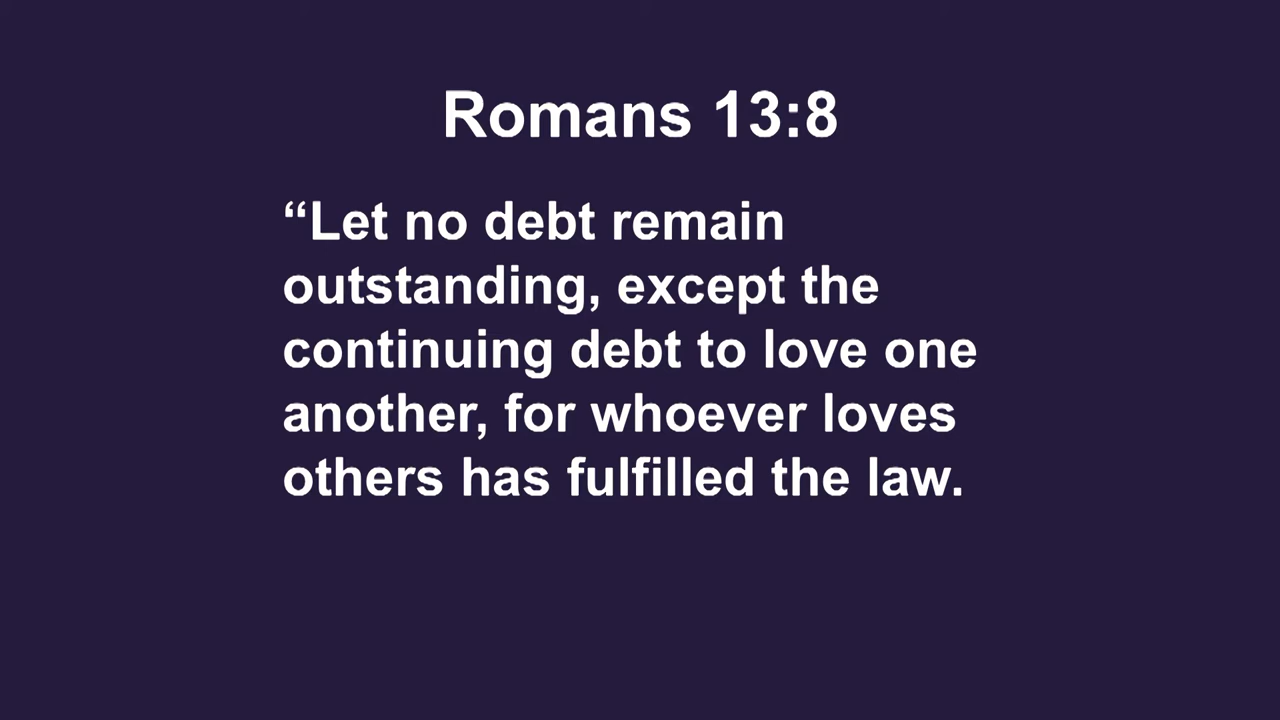 Romans 13:8
“Let no debt remain
outstanding, except the
continuing debt to love one
another, for whoever loves
others has fulfilled the law.